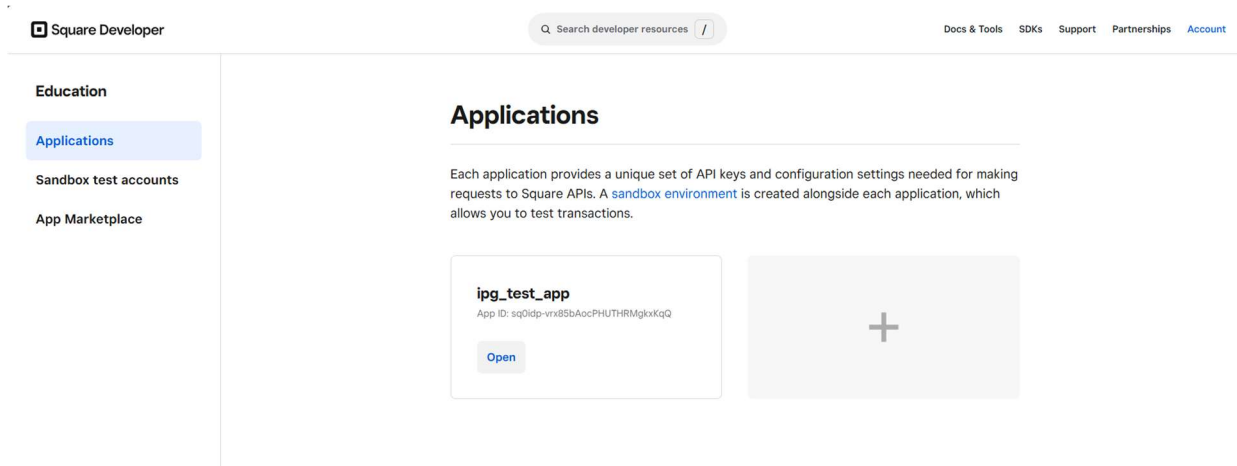 Square Developer
Search developer resources /
Docs & Tools SDKs Support Partnerships Account
Education
Applications
Sandbox test accounts
App Marketplace
Applications
Each application provides a unique set of API keys and configuration settings needed for making
requests to Square APIs. A sandbox environment is created alongside each application, which
allows you to test transactions.
ipg_test_app
App ID: sq0idp-vrx85bAocPHUTHRMgkxKqQ
Open